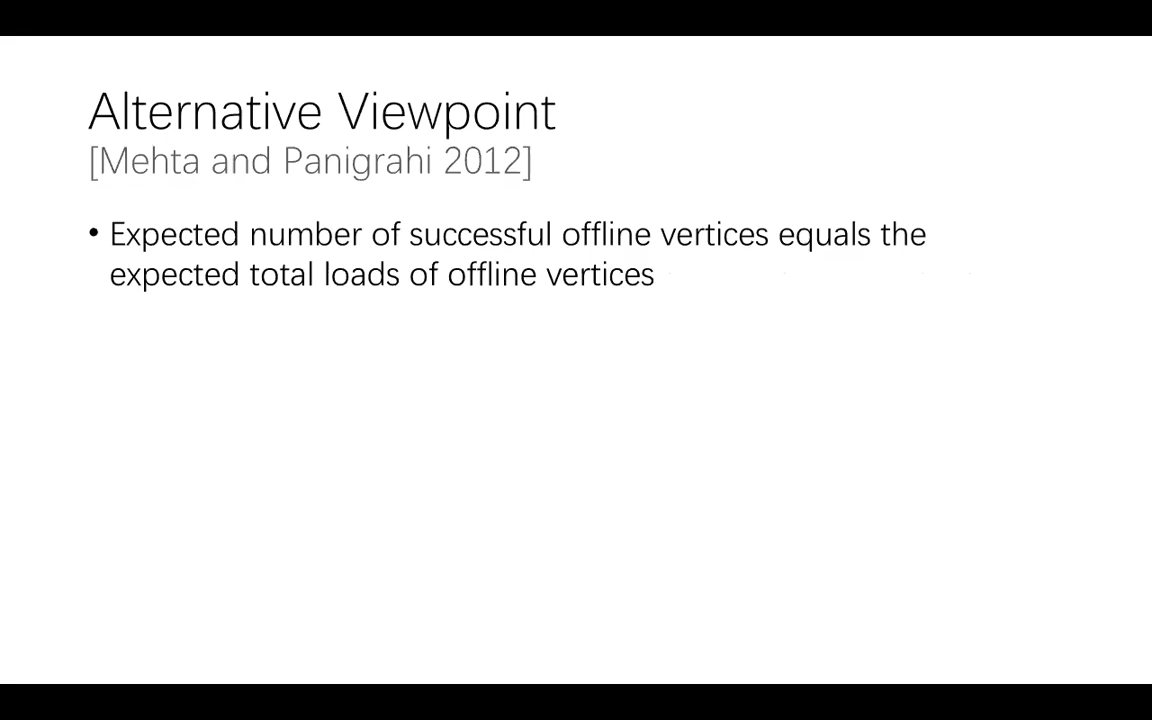 Alternative Viewpoint
[Mehta and Panigrahi 2012]
• Expected number of successful offline vertices equals the
expected total loads of offline vertices